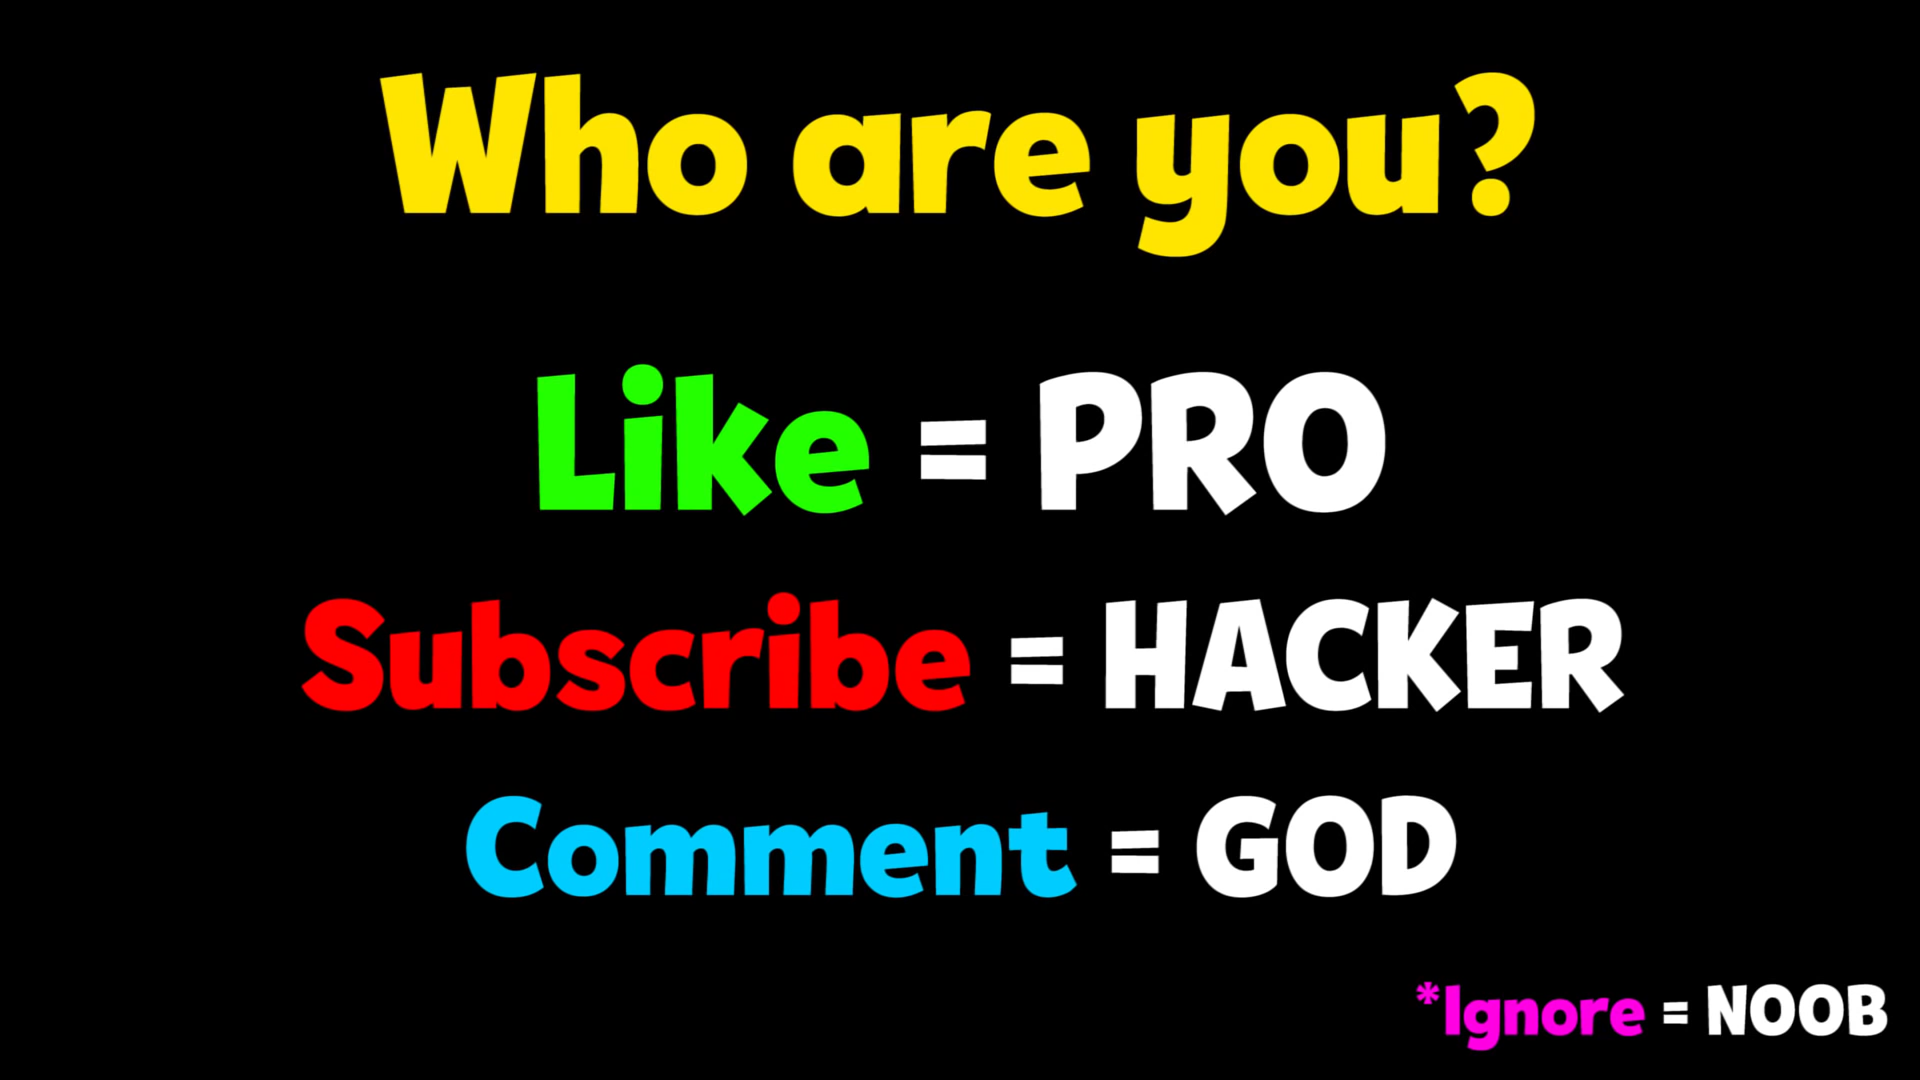 Who are you?
Like = PRO
Subscribe = HACKER
Comment = GOD
*Ignore = NOOB